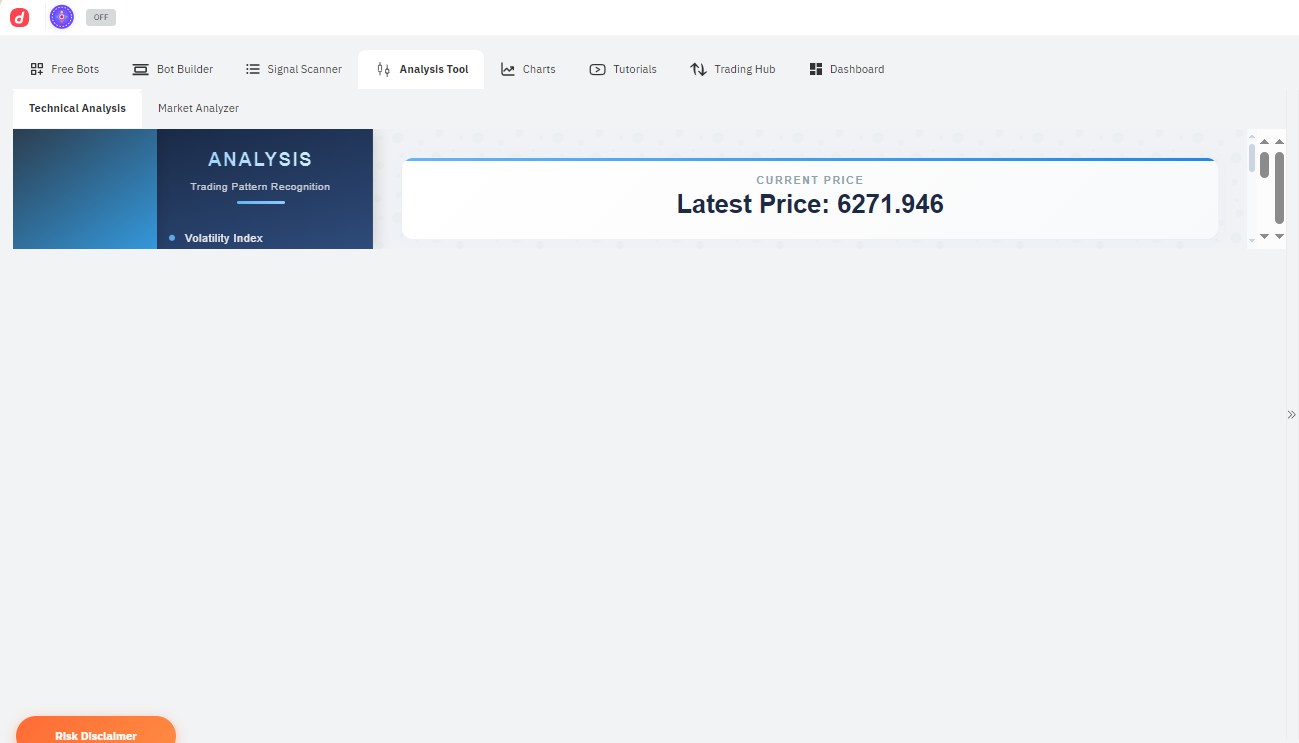 d
OFF
Free Bots
Bot Builder
Signal Scanner
Analysis Tool
Charts
Tutorials
Trading Hub
Dashboard
Technical Analysis
Market Analyzer
ANALYSIS
Trading Pattern Recognition
Volatility Index
CURRENT PRICE
Latest Price: 6271.946
Risk Disclaimer